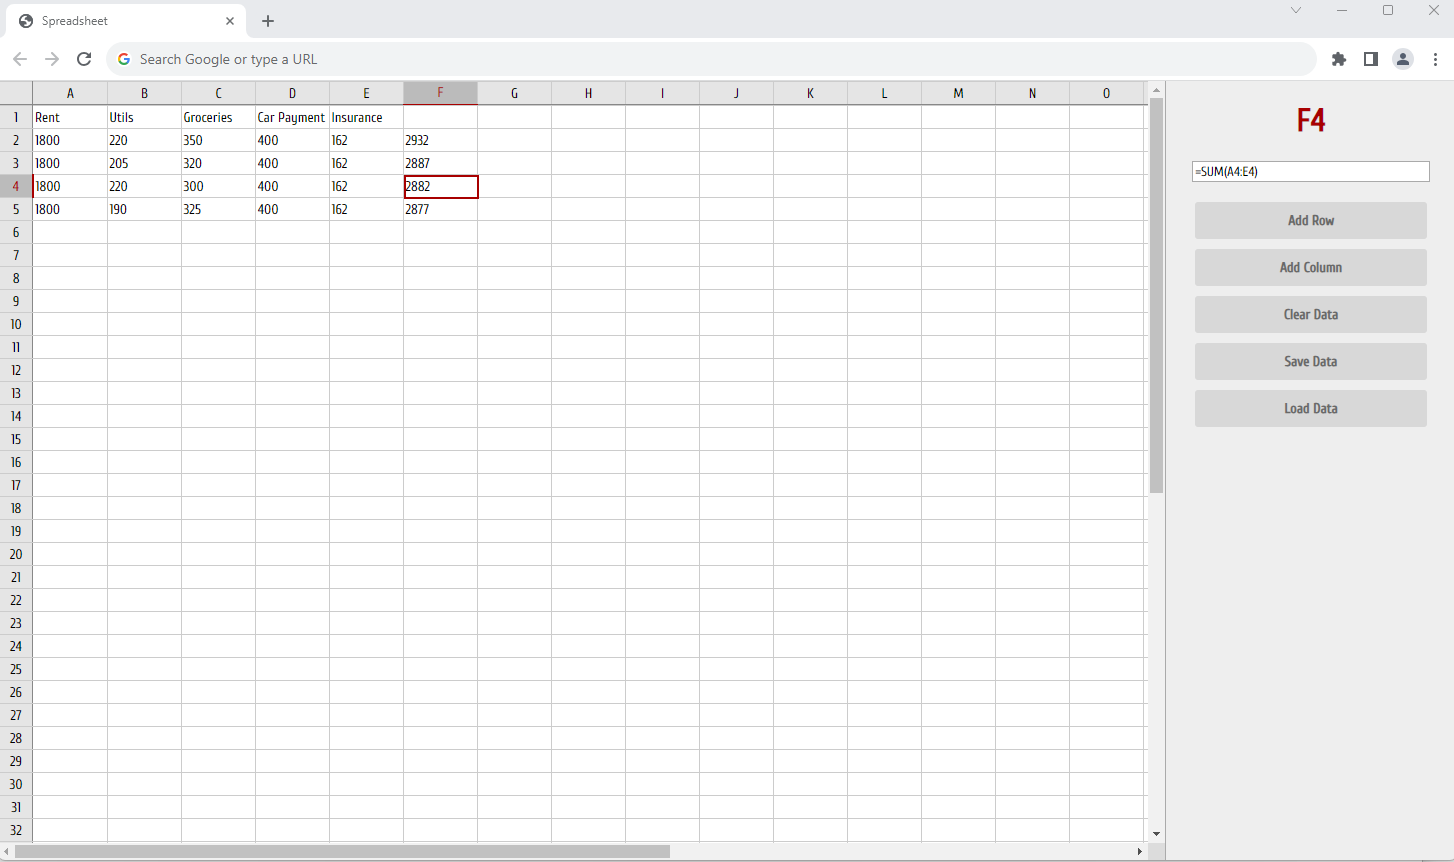 Spreadsheet
Search Google or type a URL
A B C D E F G H I J K L M N O
1 Rent Utils Groceries Car Payment Insurance
2 1800 220 350 400 162 2932
3 1800 205 320 400 162 2887
4 1800 220 300 400 162 2882
5 1800 190 325 400 162 2877
6
7
8
9
10
11
12
13
14
15
16
17
18
19
20
21
22
23
24
25
26
27
28
29
30
31
32
F4
=SUM(A4:E4)
Add Row
Add Column
Clear Data
Save Data
Load Data